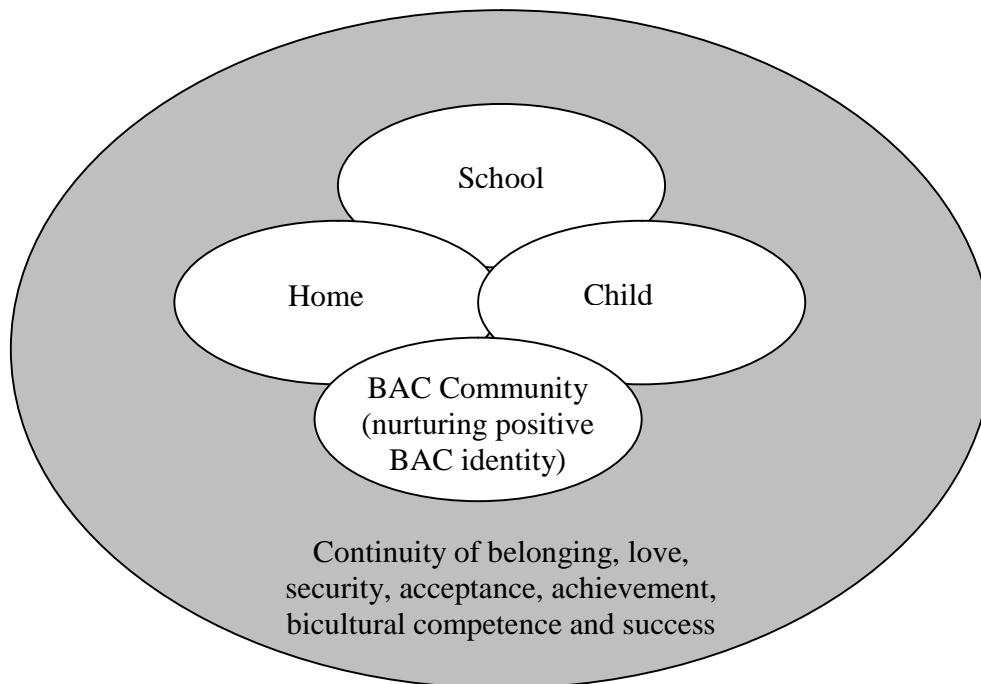 School
Home
Child
BAC Community
(nurturing positive
BAC identity)
Continuity of belonging, love,
security, acceptance, achievement,
bicultural competence and success